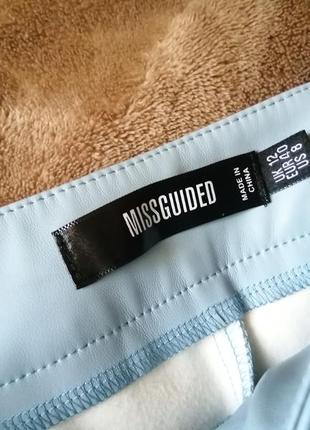 MISSGUIDED
MADE IN
CHINA
UK 12
EUR 40
US 8